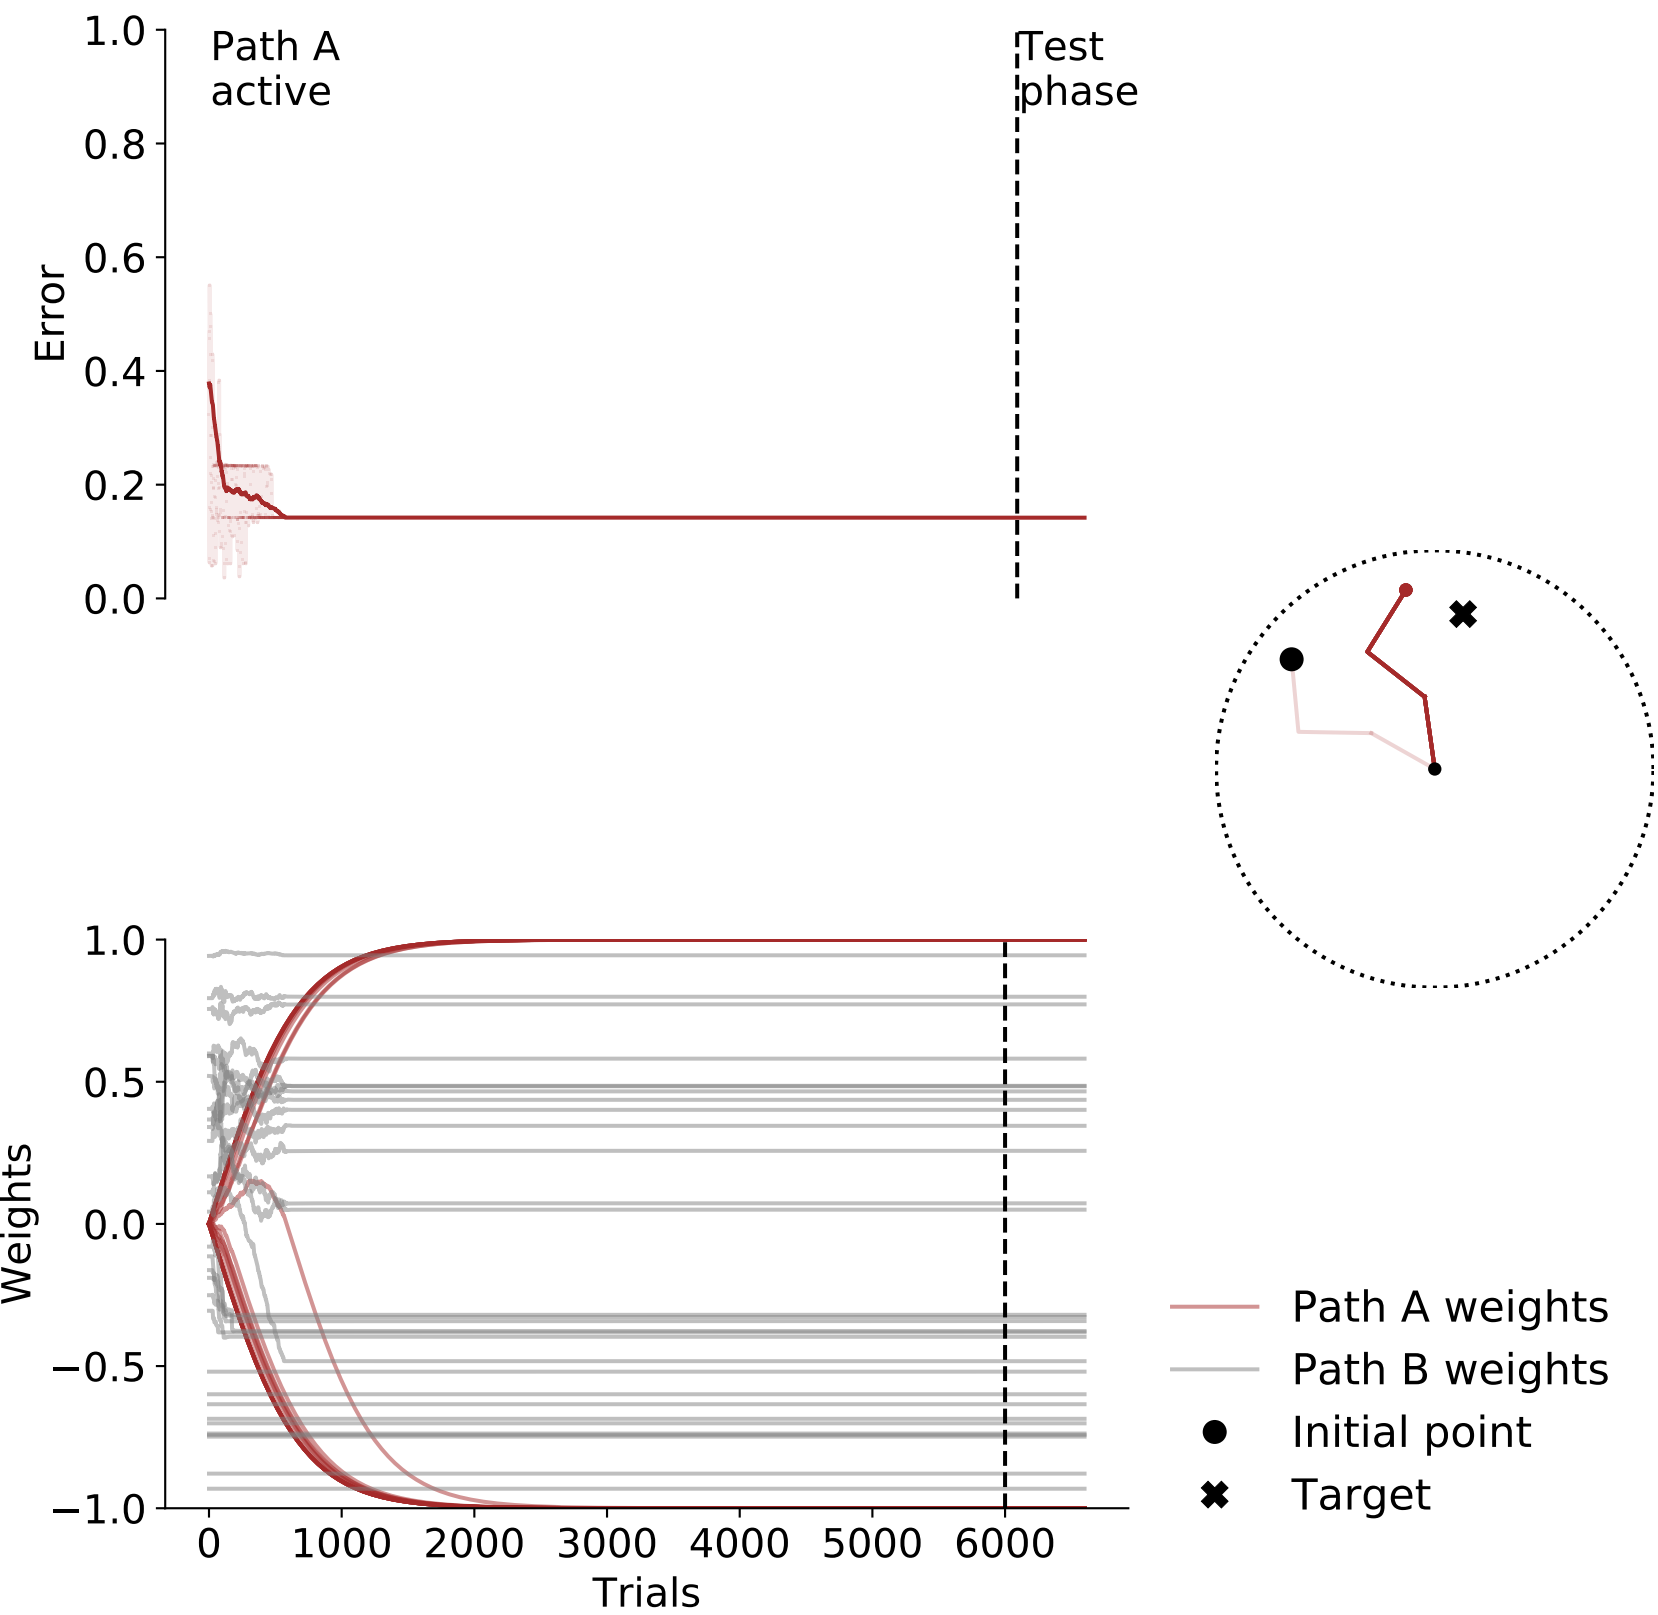 1.0
0.8
0.6
0.4
0.2
0.0
Error
Path A
active
Test
phase
1.0
0.5
0.0
−0.5
−1.0
Weights
0 1000 2000 3000 4000 5000 6000
Trials
Path A weights
Path B weights
Initial point
Target